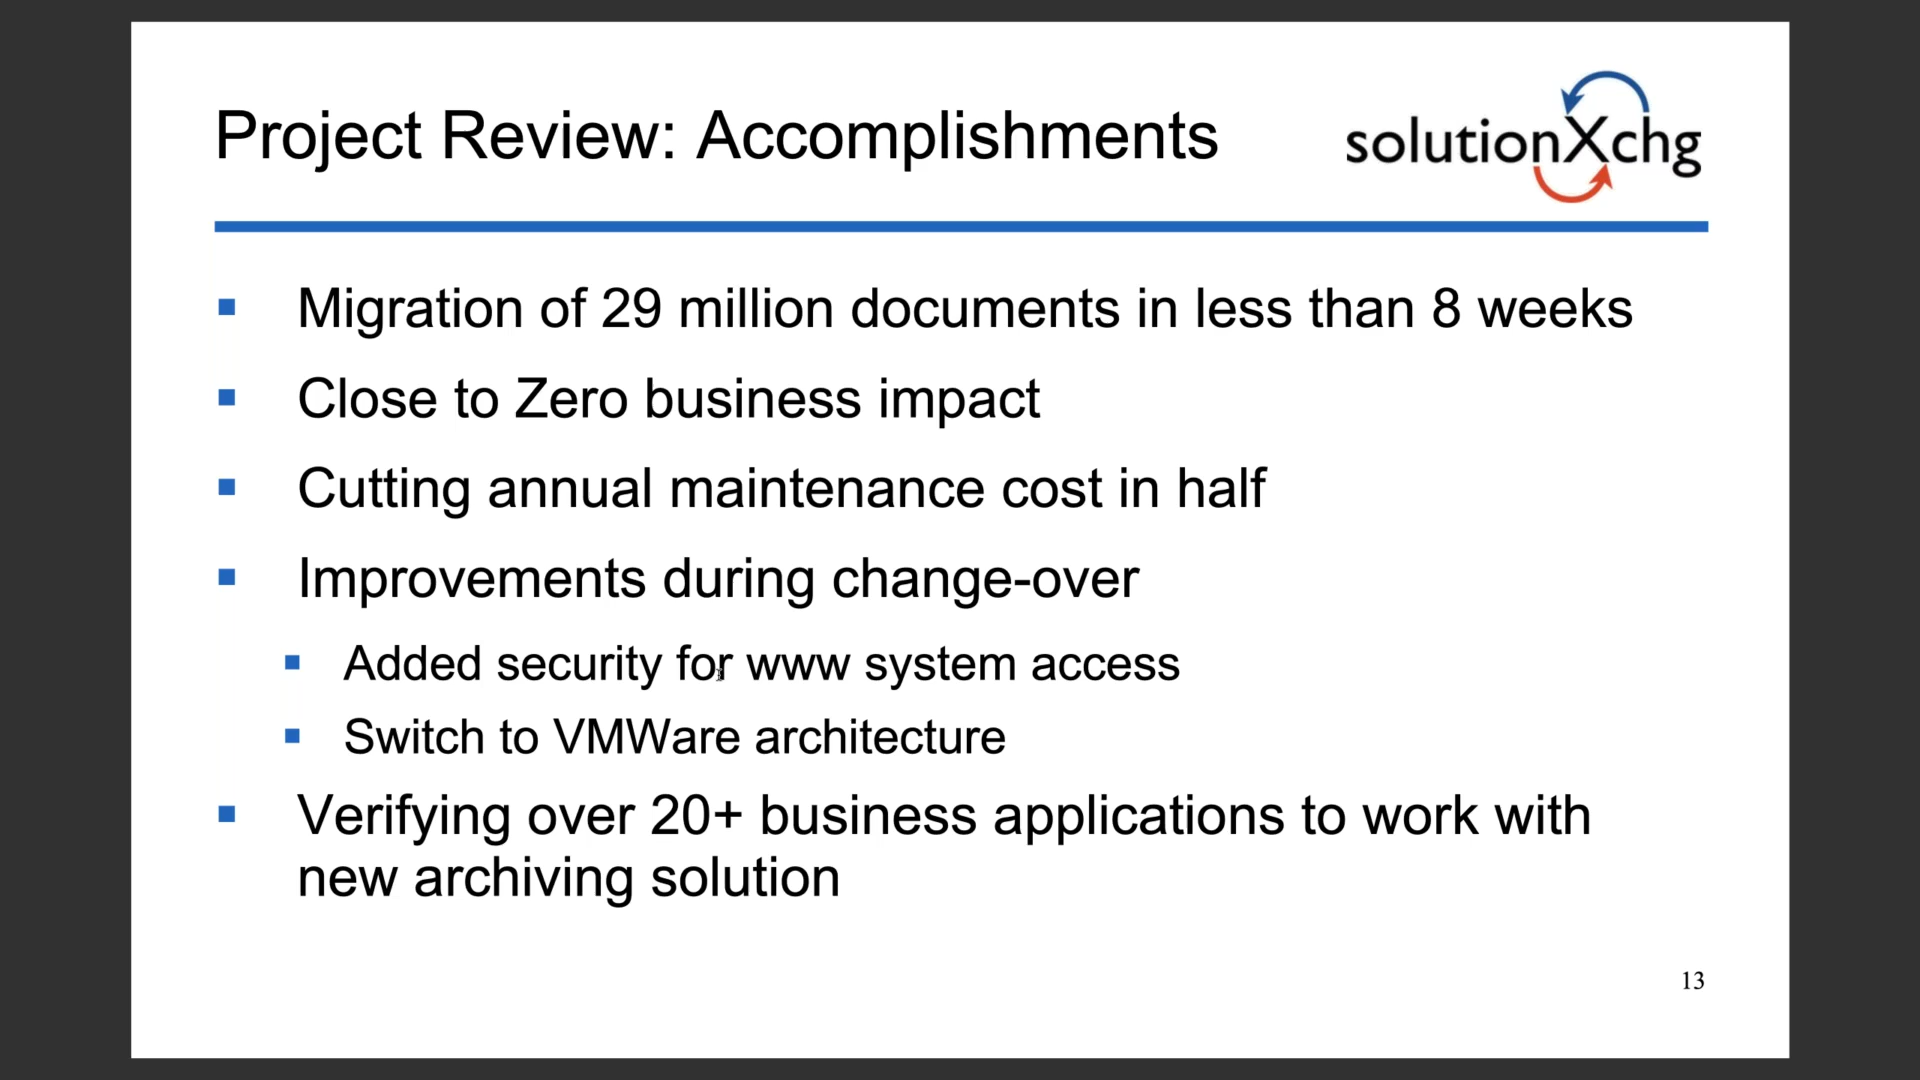 Project Review: Accomplishments
solutionXchg
Migration of 29 million documents in less than 8 weeks
Close to Zero business impact
Cutting annual maintenance cost in half
Improvements during change-over
Added security for www system access
Switch to VMWare architecture
Verifying over 20+ business applications to work with
new archiving solution
13